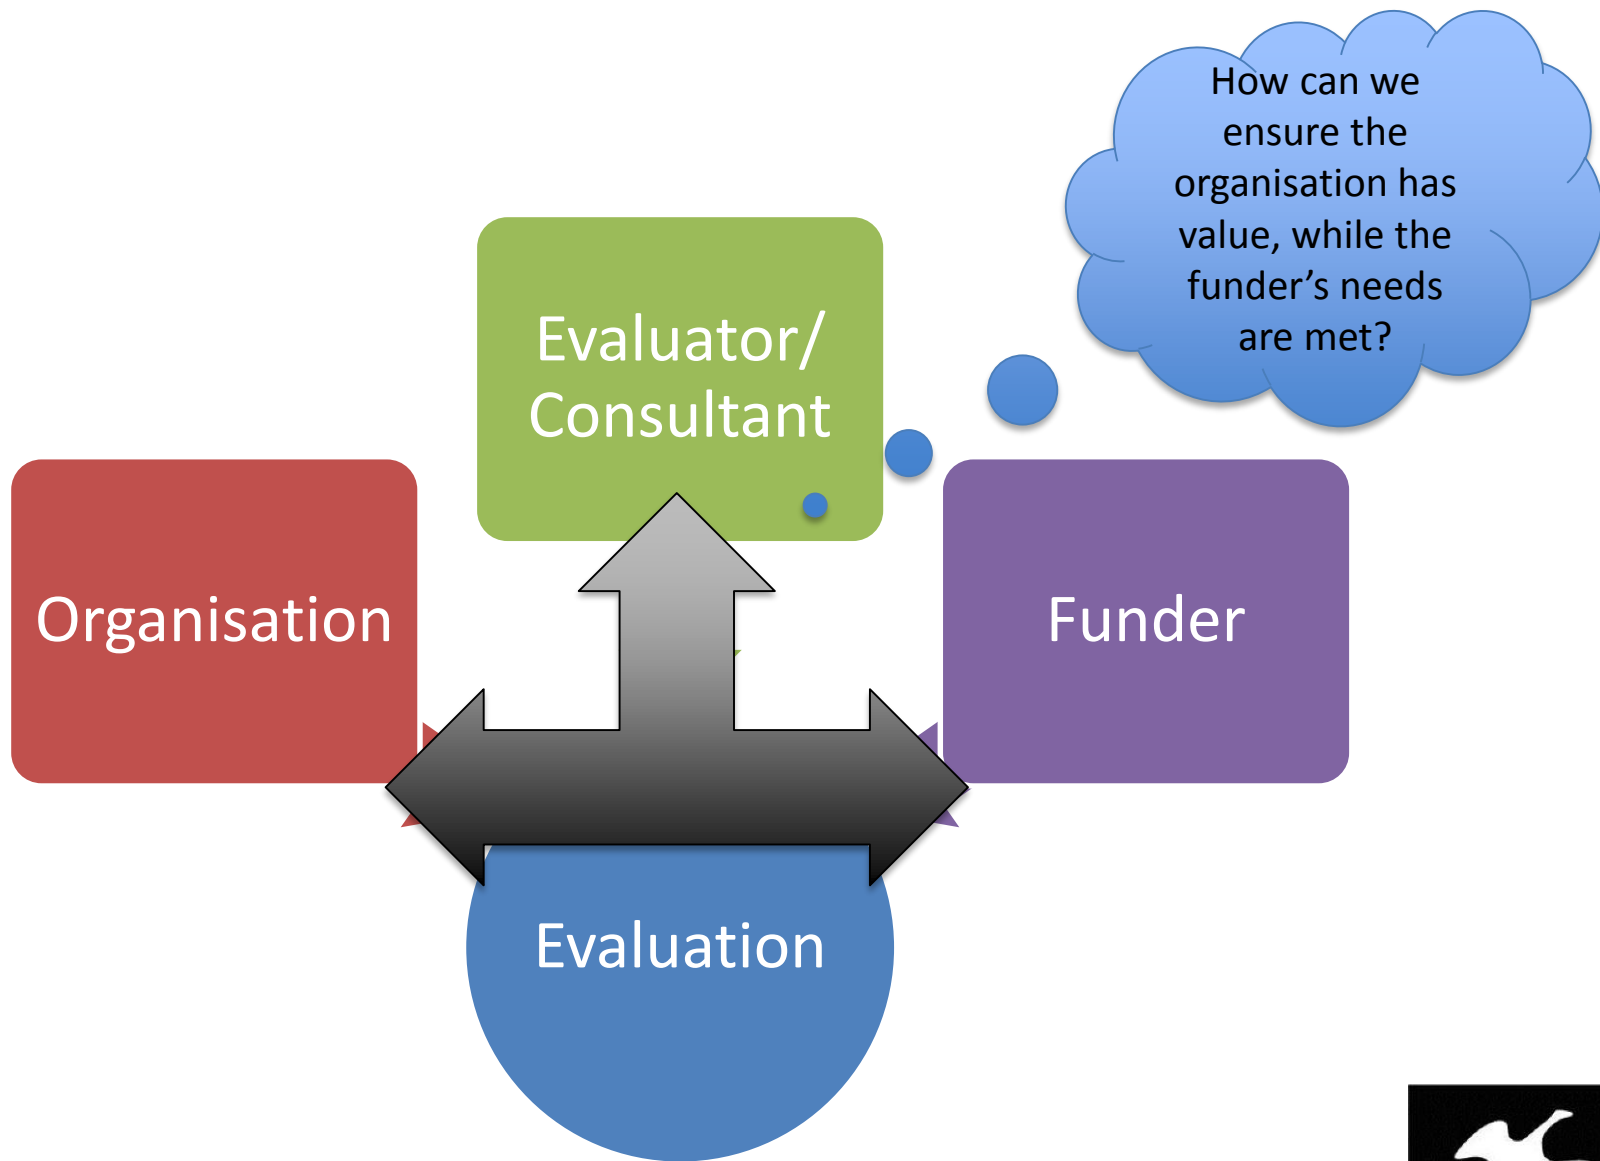 How can we
ensure the
organisation has
value, while the
funder’s needs
are met?
Evaluator/
Consultant
Organisation
Funder
Evaluation